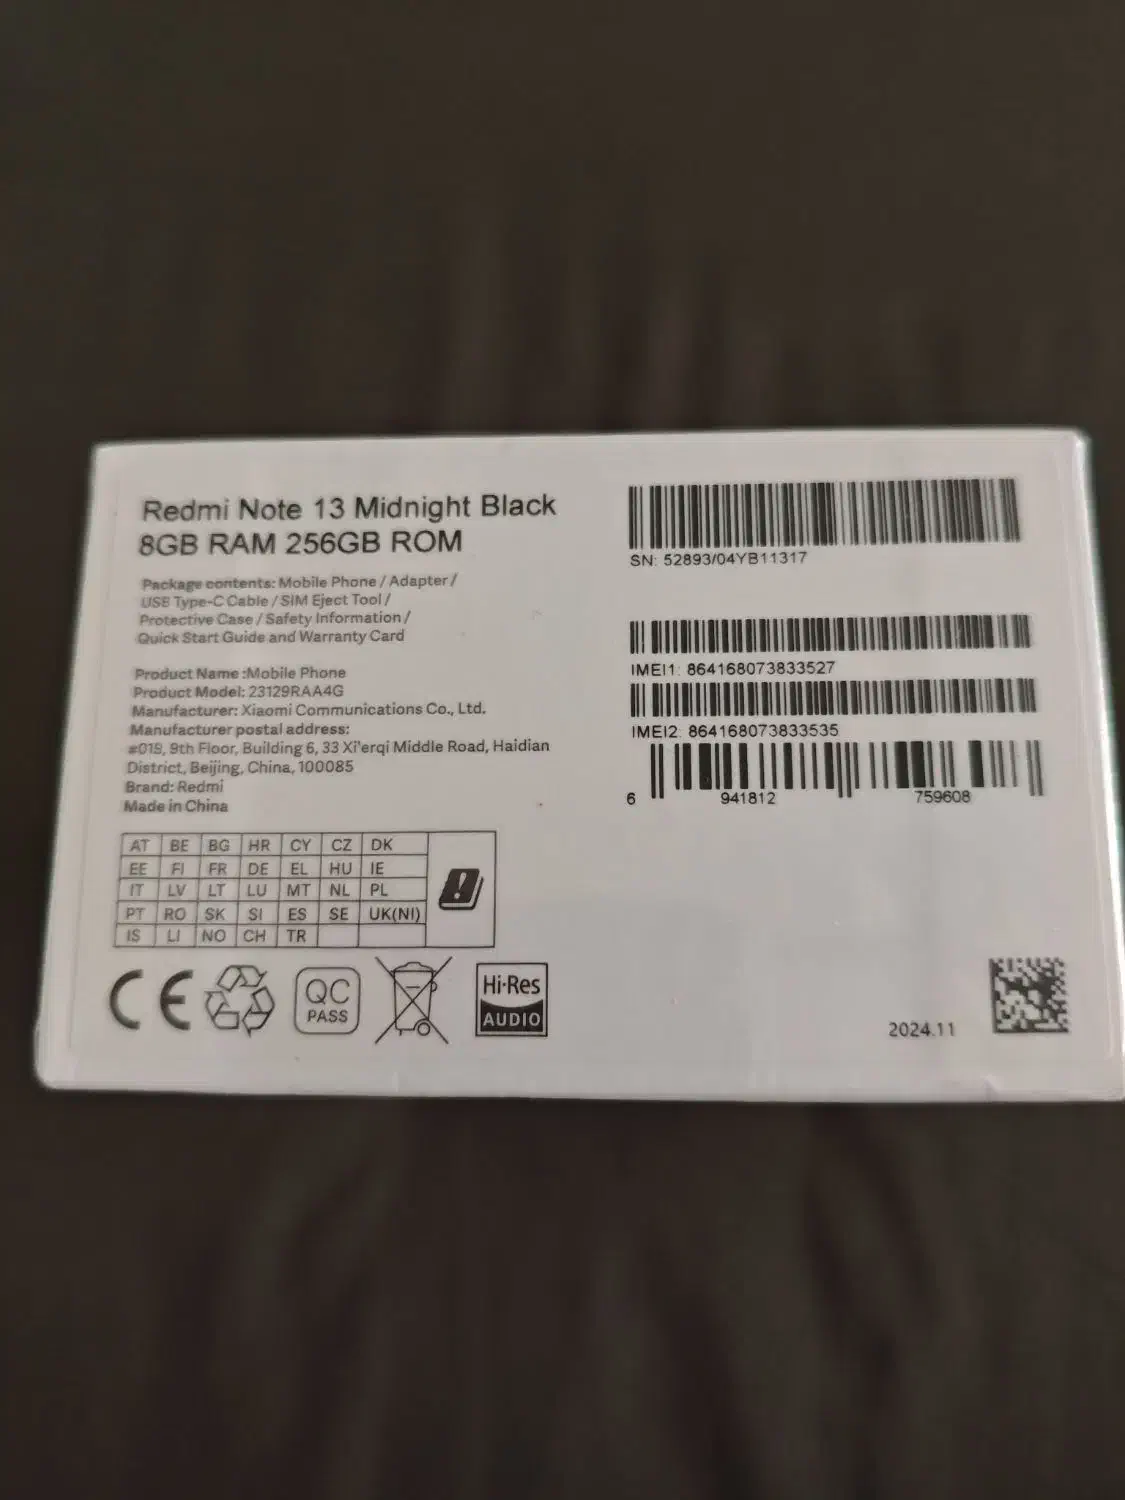 Redmi Note 13 Midnight Black
8GB RAM 256GB ROM
Package contents: Mobile Phone / Adapter /
USB Type-C Cable / SIM Eject Tool /
Protective Case / Safety Information /
Quick Start Guide and Warranty Card
Product Name :Mobile Phone
Product Model: 23129RAA4G
Manufacturer: Xiaomi Communications Co., Ltd.
Manufacturer postal address:
#019, 9th Floor, Building 6, 33 Xi'erqi Middle Road, Haidian
District, Beijing, China, 100085
Brand: Redmi
Made in China
AT BE BG HR CY CZ DK
EE FI FR DE EL HU IE
IT LV LT LU MT NL PL
PT RO SK SI ES SE UK(NI)
IS LI NO CH TR
CE
QC
PASS
Hi-Res
AUDIO
SN: 52893/04YB11317
IMEI1: 864168073833527
IMEI2: 864168073833535
6 941812 759608
2024.11